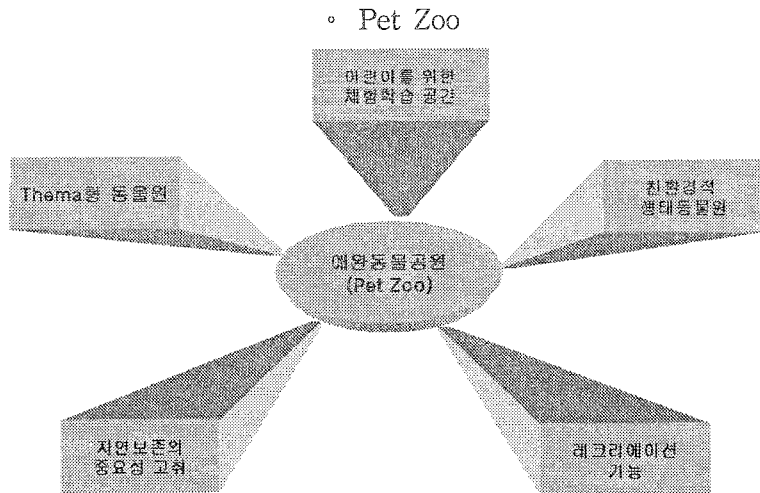 ◦ Pet Zoo
어린이를 위한
체험학습 공간
Thema형 동물원
친환경적
생태동물원
애완동물공원
(Pet Zoo)
자연보존의
중요성 고취
레크리에이션
기능